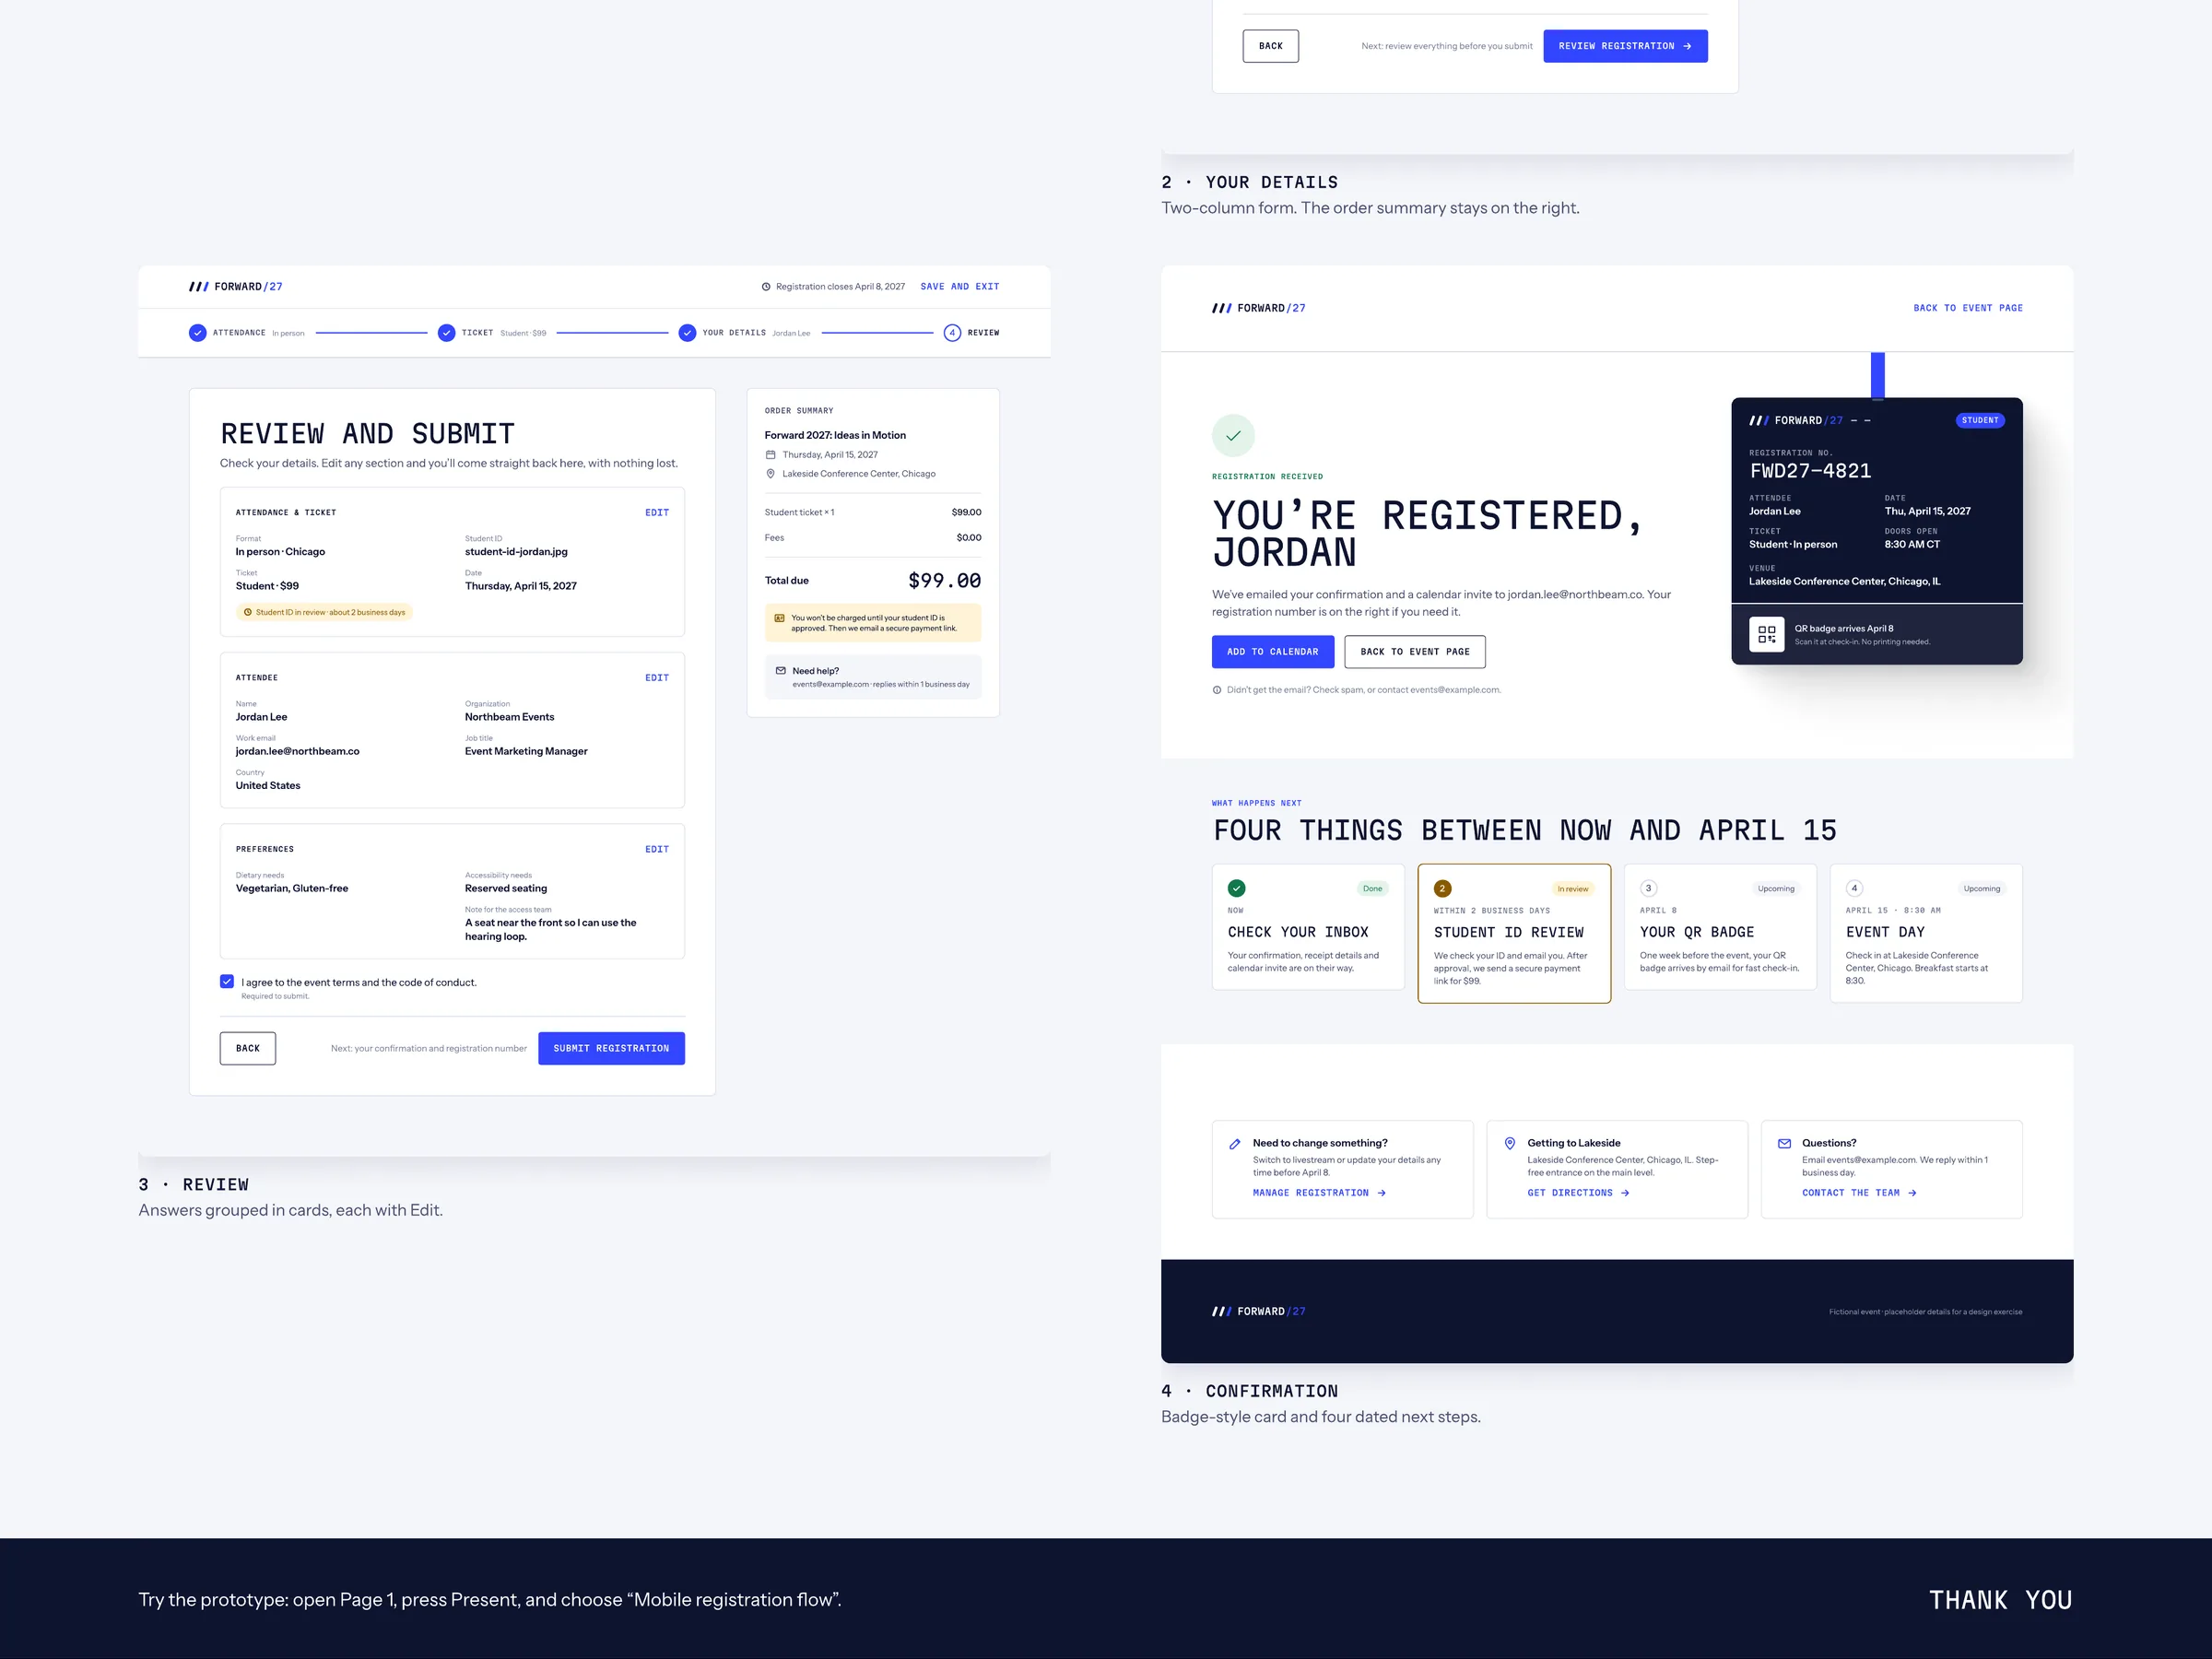 BACK
Next: review everything before you submit
REVIEW REGISTRATION →
2 · YOUR DETAILS
Two-column form. The order summary stays on the right.
FORWARD/27
Registration closes April 8, 2027
SAVE AND EXIT
ATTENDANCE In person
TICKET Student · $99
YOUR DETAILS Jordan Lee
4 REVIEW
REVIEW AND SUBMIT
Check your details. Edit any section and you'll come straight back here, with nothing lost.
ATTENDANCE & TICKET
EDIT
Format
In person · Chicago
Student ID
student-id-jordan.jpg
Ticket
Student · $99
Date
Thursday, April 15, 2027
Student ID in review · about 2 business days
ATTENDEE
EDIT
Name
Jordan Lee
Organization
Northbeam Events
Work email
jordan.lee@northbeam.co
Job title
Event Marketing Manager
Country
United States
PREFERENCES
EDIT
Dietary needs
Vegetarian, Gluten-free
Accessibility needs
Reserved seating
Note for the access team
A seat near the front so I can use the
hearing loop.
I agree to the event terms and the code of conduct.
Required to submit.
BACK
Next: your confirmation and registration number
SUBMIT REGISTRATION
ORDER SUMMARY
Forward 2027: Ideas in Motion
Thursday, April 15, 2027
Lakeside Conference Center, Chicago
Student ticket × 1
$99.00
Fees
$0.00
Total due
$99.00
You won't be charged until your student ID is
approved. Then we email a secure payment link.
Need help?
events@example.com · replies within 1 business day
3 · REVIEW
Answers grouped in cards, each with Edit.
FORWARD/27
BACK TO EVENT PAGE
REGISTRATION RECEIVED
YOU’RE REGISTERED,
JORDAN
We've emailed your confirmation and a calendar invite to jordan.lee@northbeam.co. Your
registration number is on the right if you need it.
ADD TO CALENDAR
BACK TO EVENT PAGE
Didn't get the email? Check spam, or contact events@example.com.
FORWARD/27 – –
STUDENT
REGISTRATION NO.
FWD27–4821
ATTENDEE
Jordan Lee
DATE
Thu, April 15, 2027
TICKET
Student · In person
DOORS OPEN
8:30 AM CT
VENUE
Lakeside Conference Center, Chicago, IL
QR badge arrives April 8
Scan it at check-in. No printing needed.
WHAT HAPPENS NEXT
FOUR THINGS BETWEEN NOW AND APRIL 15
Done
NOW
CHECK YOUR INBOX
Your confirmation, receipt details and
calendar invite are on their way.
2
In review
WITHIN 2 BUSINESS DAYS
STUDENT ID REVIEW
We check your ID and email you. After
approval, we send a secure payment
link for $99.
3
Upcoming
APRIL 8
YOUR QR BADGE
One week before the event, your QR
badge arrives by email for fast check-in.
4
Upcoming
APRIL 15 · 8:30 AM
EVENT DAY
Check in at Lakeside Conference
Center, Chicago. Breakfast starts at
8:30.
Need to change something?
Switch to livestream or update your details any
time before April 8.
MANAGE REGISTRATION →
Getting to Lakeside
Lakeside Conference Center, Chicago, IL. Step-
free entrance on the main level.
GET DIRECTIONS →
Questions?
Email events@example.com. We reply within 1
business day.
CONTACT THE TEAM →
FORWARD/27
Fictional event · placeholder details for a design exercise
4 · CONFIRMATION
Badge-style card and four dated next steps.
Try the prototype: open Page 1, press Present, and choose “Mobile registration flow”.
THANK YOU